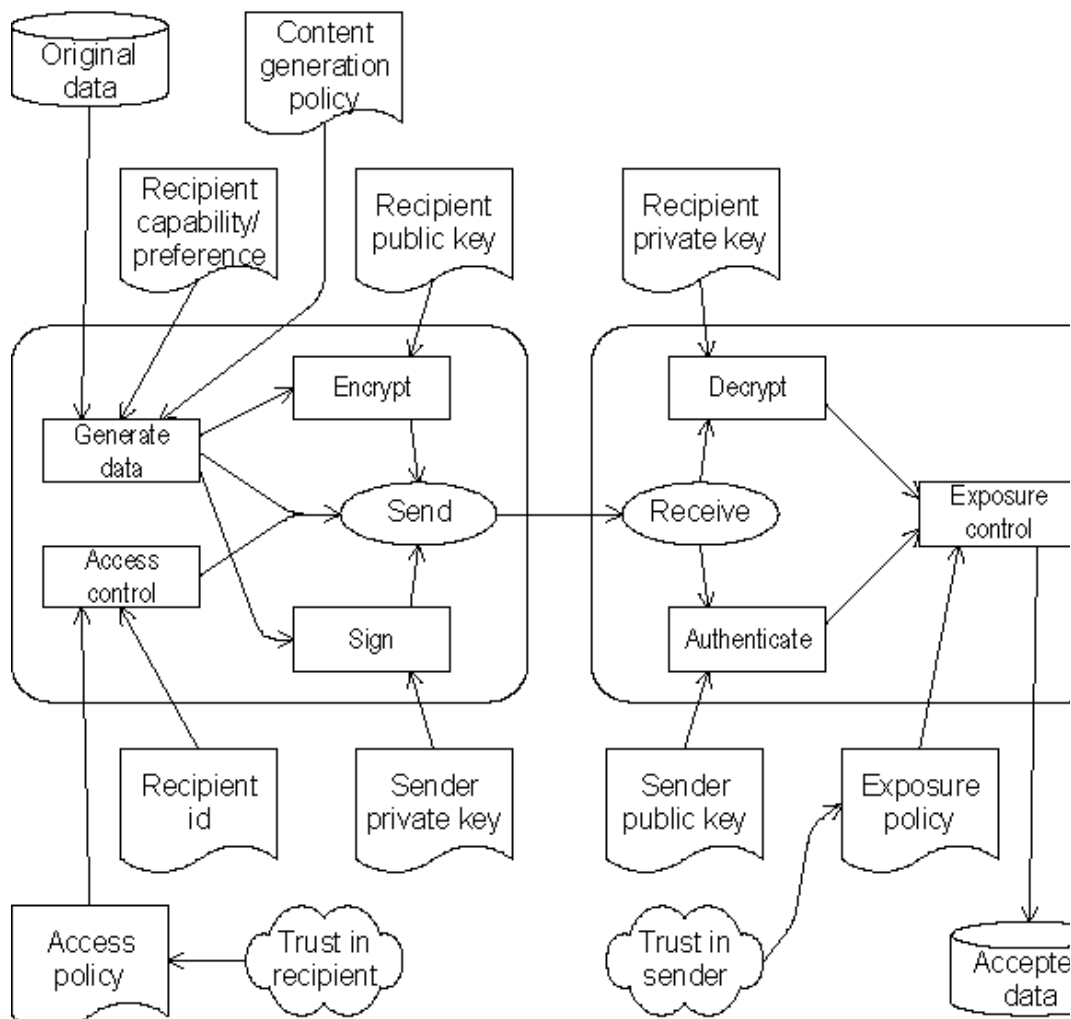 Original
data
Content
generation
policy
Recipient
capability/
preference
Recipient
public key
Recipient
private key
Encrypt
Decrypt
Generate
data
Send
Receive
Exposure
control
Access
control
Sign
Authenticate
Recipient
id
Sender
private key
Sender
public key
Exposure
policy
Access
policy
Trust in
recipient
Trust in
sender
Accepte
data